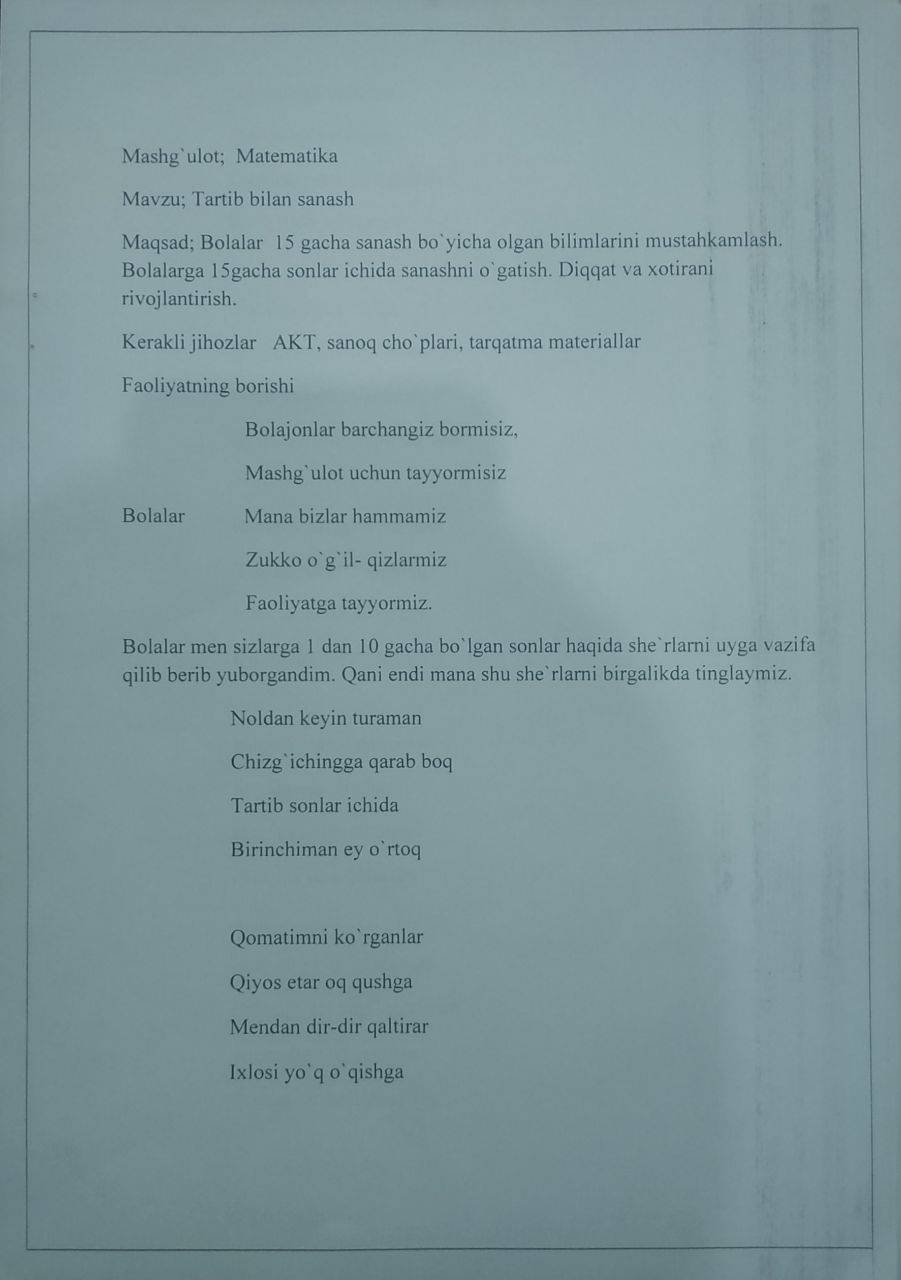 Mashg`ulot;  Matematika
Mavzu; Tartib bilan sanash
Maqsad; Bolalar  15 gacha sanash bo`yicha olgan bilimlarini mustahkamlash.
Bolalarga 15gacha sonlar ichida sanashni o`gatish. Diqqat va xotirani
rivojlantirish.
Kerakli jihozlar   AKT, sanoq cho`plari, tarqatma materiallar
Faoliyatning borishi
Bolajonlar barchangiz bormisiz,
Mashg`ulot uchun tayyormisiz
Bolalar Mana bizlar hammamiz
Zukko o`g`il- qizlarmiz
Faoliyatga tayyormiz.
Bolalar men sizlarga 1 dan 10 gacha bo`lgan sonlar haqida she`rlarni uyga vazifa
qilib berib yuborgandim. Qani endi mana shu she`rlarni birgalikda tinglaymiz.
Noldan keyin turaman
Chizg`ichingga qarab boq
Tartib sonlar ichida
Birinchiman ey o`rtoq
Qomatimni ko`rganlar
Qiyos etar oq qushga
Mendan dir-dir qaltirar
Ixlosi yo`q o`qishga